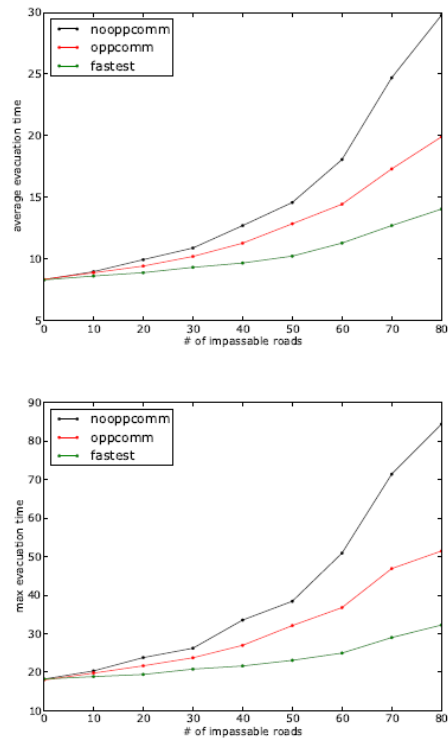 30
25
20
15
10
5
average evacuation time
nooppcomm
oppcomm
fastest
0 10 20 30 40 50 60 70 80
# of impassable roads
90
80
70
60
50
40
30
20
10
max evacuation time
nooppcomm
oppcomm
fastest
0 10 20 30 40 50 60 70 80
# of impassable roads